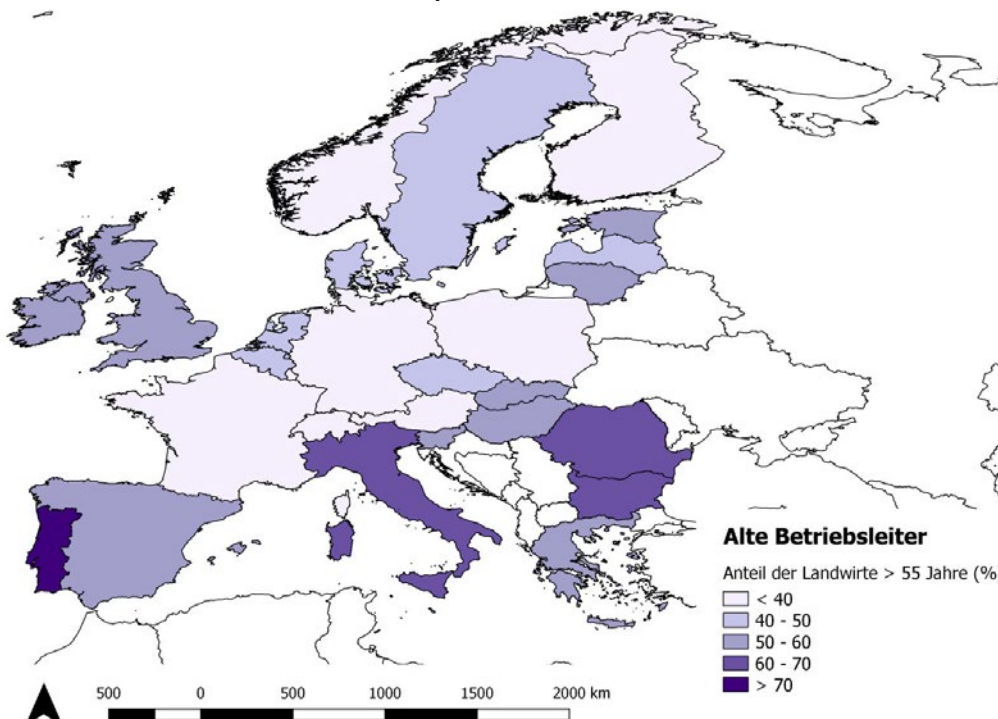 Alte Betriebsleiter
Anteil der Landwirte > 55 Jahre (%
< 40
40 - 50
50 - 60
60 - 70
> 70
500 0 500 1000 1500 2000 km